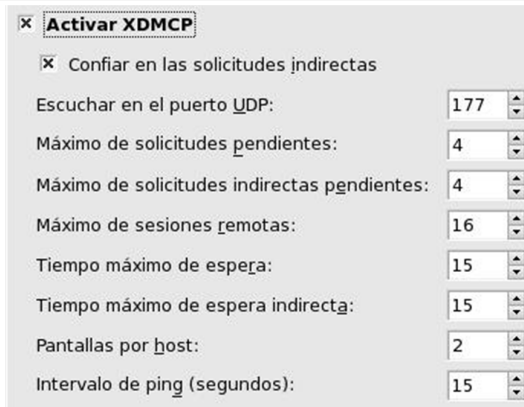 Activar XDMCP
Confiar en las solicitudes indirectas
Escuchar en el puerto UDP: 177
Máximo de solicitudes pendientes: 4
Máximo de solicitudes indirectas pendientes: 4
Máximo de sesiones remotas: 16
Tiempo máximo de espera: 15
Tiempo máximo de espera indirecta: 15
Pantallas por host: 2
Intervalo de ping (segundos): 15